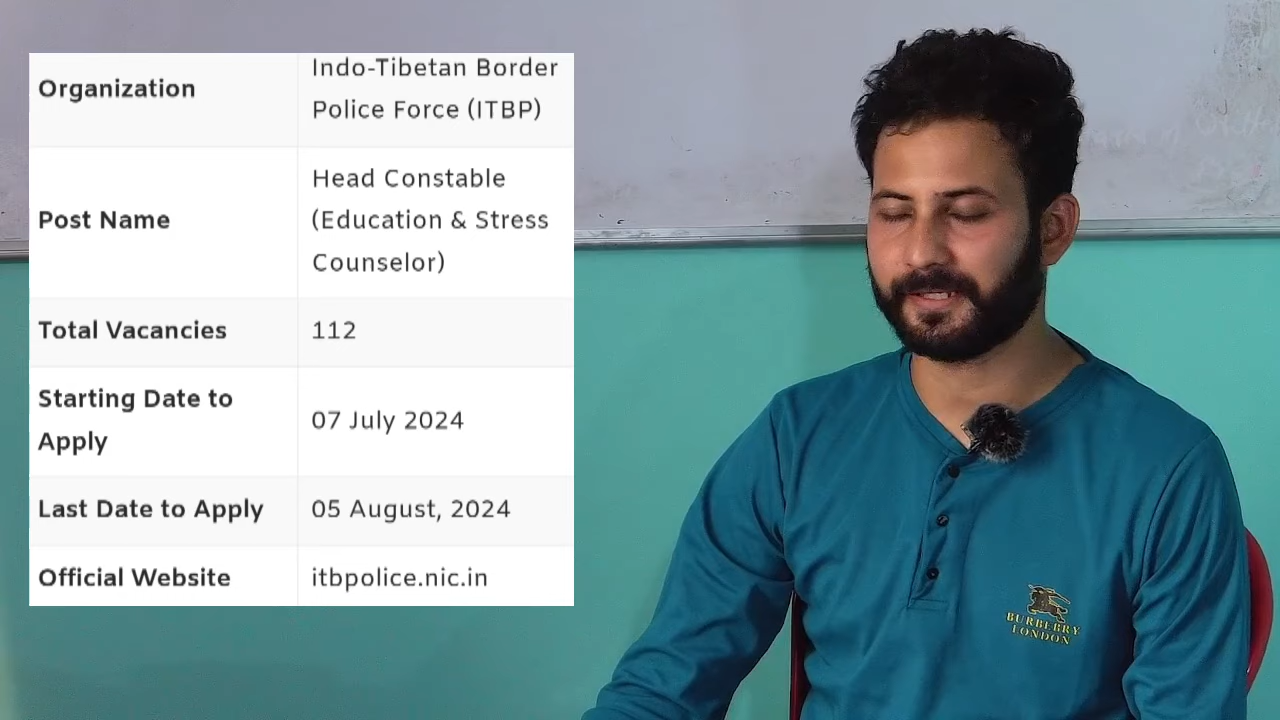 Organization
Indo-Tibetan Border
Police Force (ITBP)
Post Name
Head Constable
(Education & Stress
Counselor)
Total Vacancies
112
Starting Date to
Apply
07 July 2024
Last Date to Apply
05 August, 2024
Official Website
itbpolice.nic.in
BURBERRY
LONDON